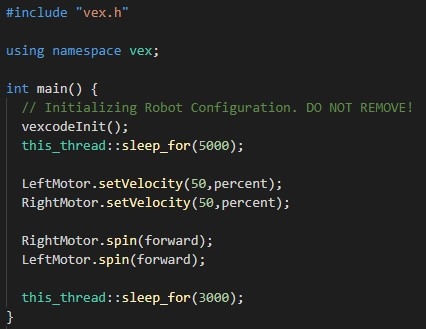 #include "vex.h"
using namespace vex;
int main() {
// Initializing Robot Configuration. DO NOT REMOVE!
vexcodeInit();
this_thread::sleep_for(5000);
LeftMotor.setVelocity(50,percent);
RightMotor.setVelocity(50,percent);
RightMotor.spin(forward);
LeftMotor.spin(forward);
this_thread::sleep_for(3000);
}